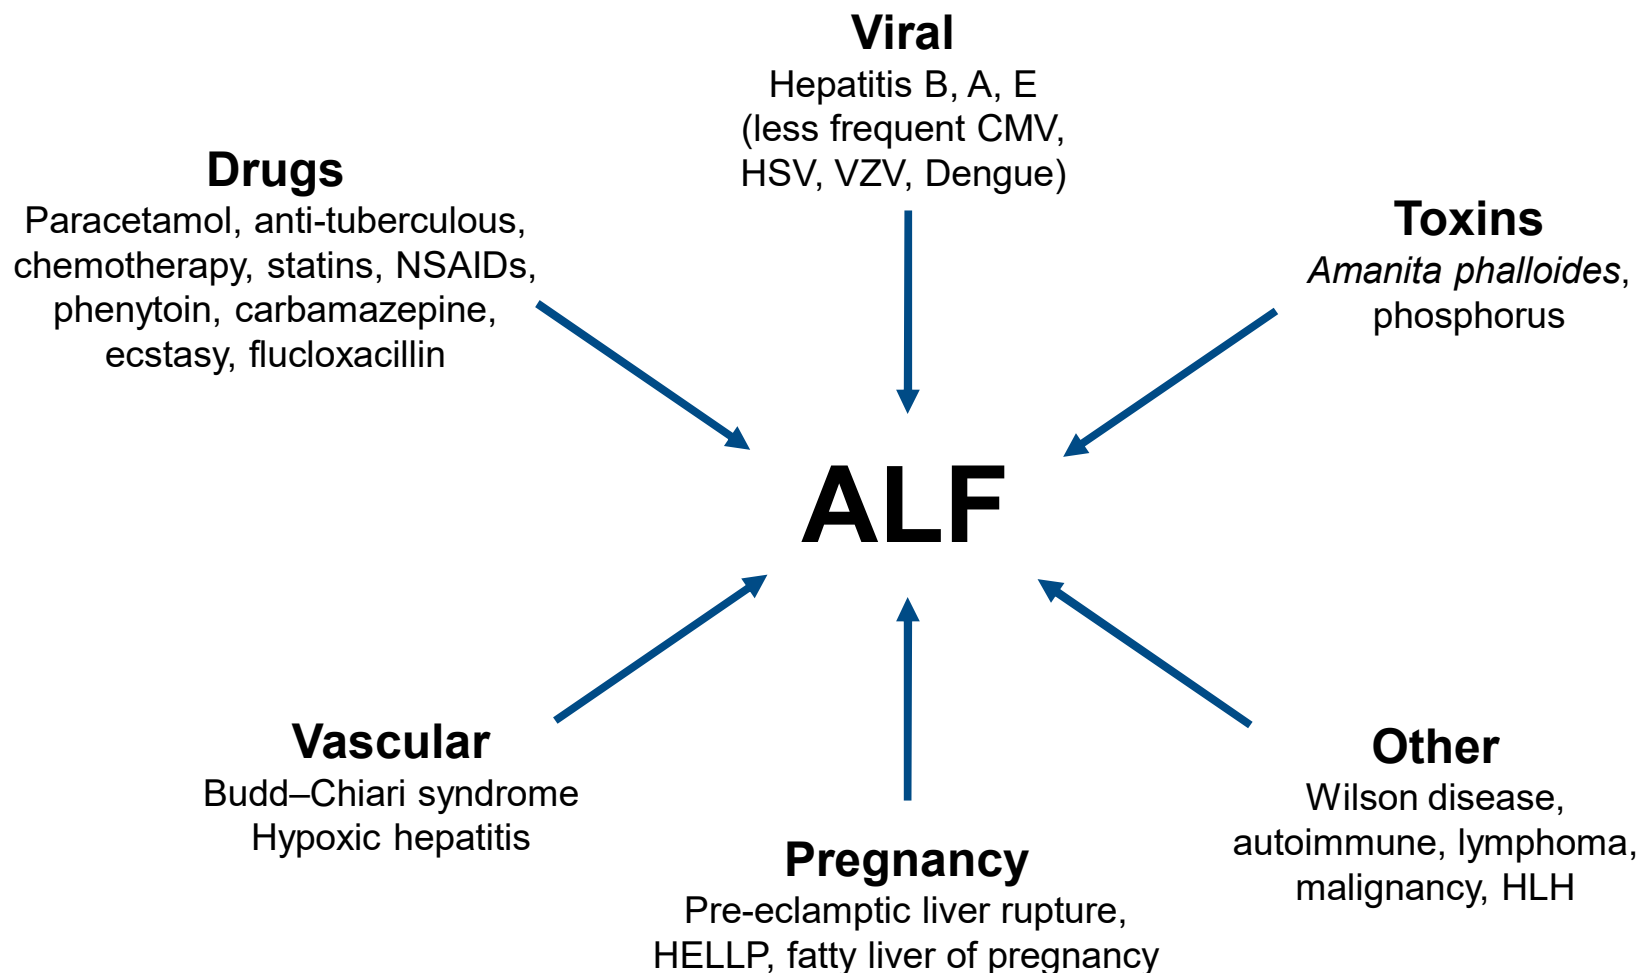 Viral
Hepatitis B, A, E
(less frequent CMV,
HSV, VZV, Dengue)
Drugs
Paracetamol, anti-tuberculous,
chemotherapy, statins, NSAIDs,
phenytoin, carbamazepine,
ecstasy, flucloxacillin
Toxins
Amanita phalloides,
phosphorus
ALF
Vascular
Budd–Chiari syndrome
Hypoxic hepatitis
Pregnancy
Pre-eclamptic liver rupture,
HELLP, fatty liver of pregnancy
Other
Wilson disease,
autoimmune, lymphoma,
malignancy, HLH